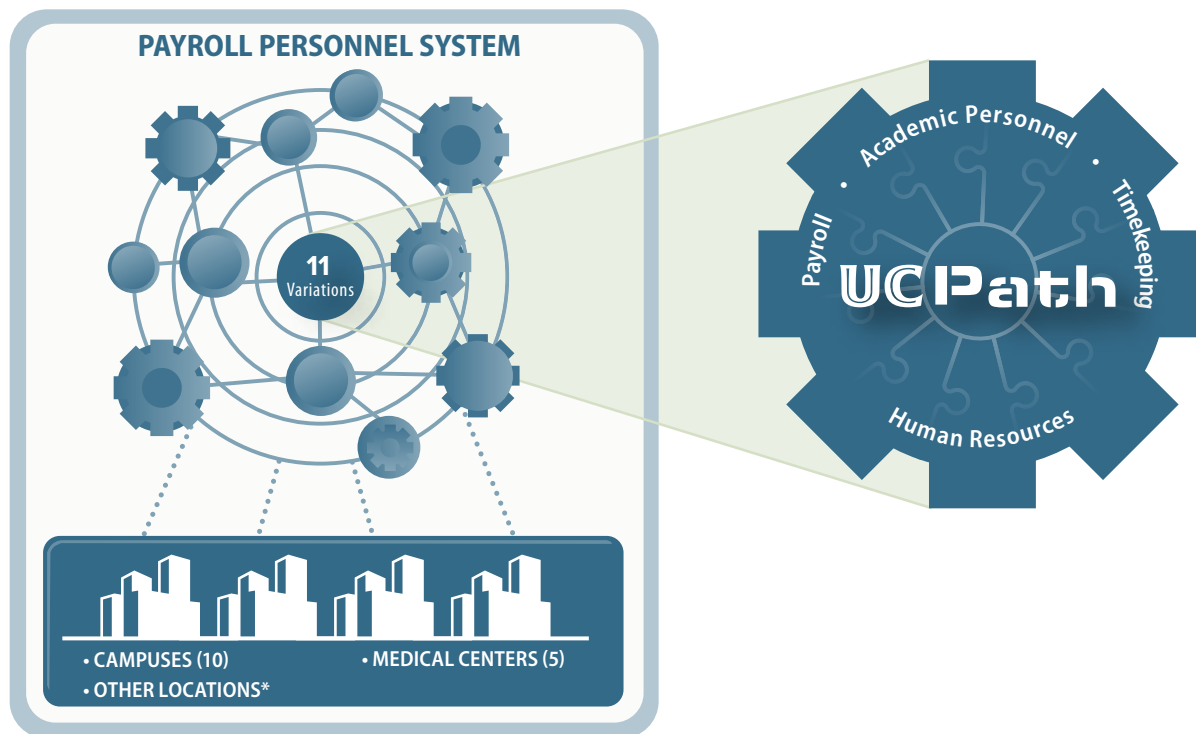 PAYROLL PERSONNEL SYSTEM
11
Variations
• CAMPUSES (10)
• MEDICAL CENTERS (5)
• OTHER LOCATIONS*
Payroll • Academic Personnel • Timekeeping
UCPath
Human Resources